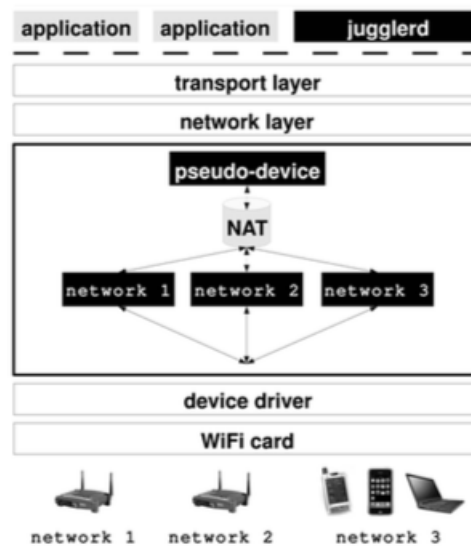 application application jugglerd
transport layer
network layer
pseudo-device
NAT
network 1 network 2 network 3
device driver
WiFi card
network 1 network 2 network 3